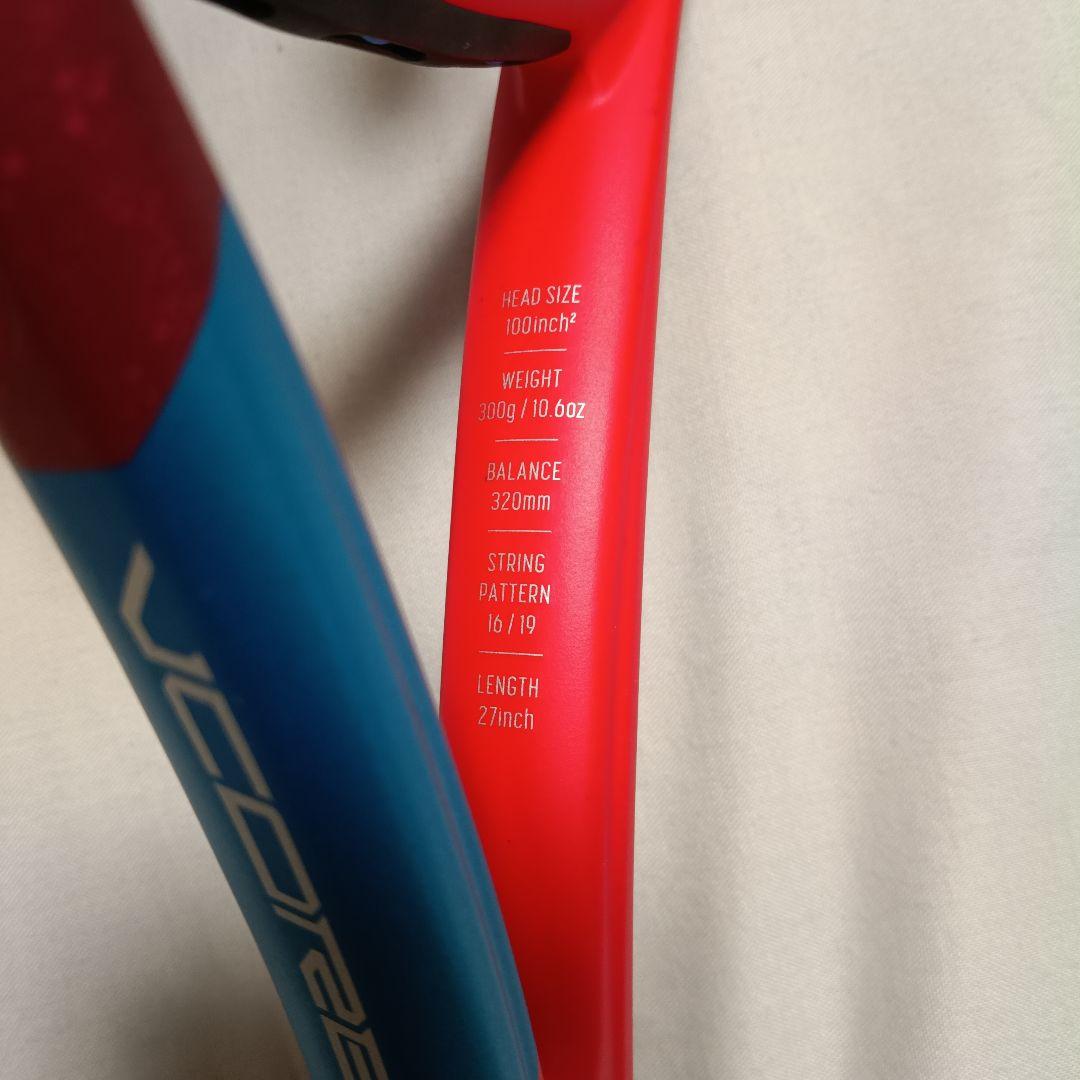 HEAD SIZE
100inch²
WEIGHT
300g / 10.6oz
BALANCE
320mm
STRING
PATTERN
16 / 19
LENGTH
27inch
VCORE